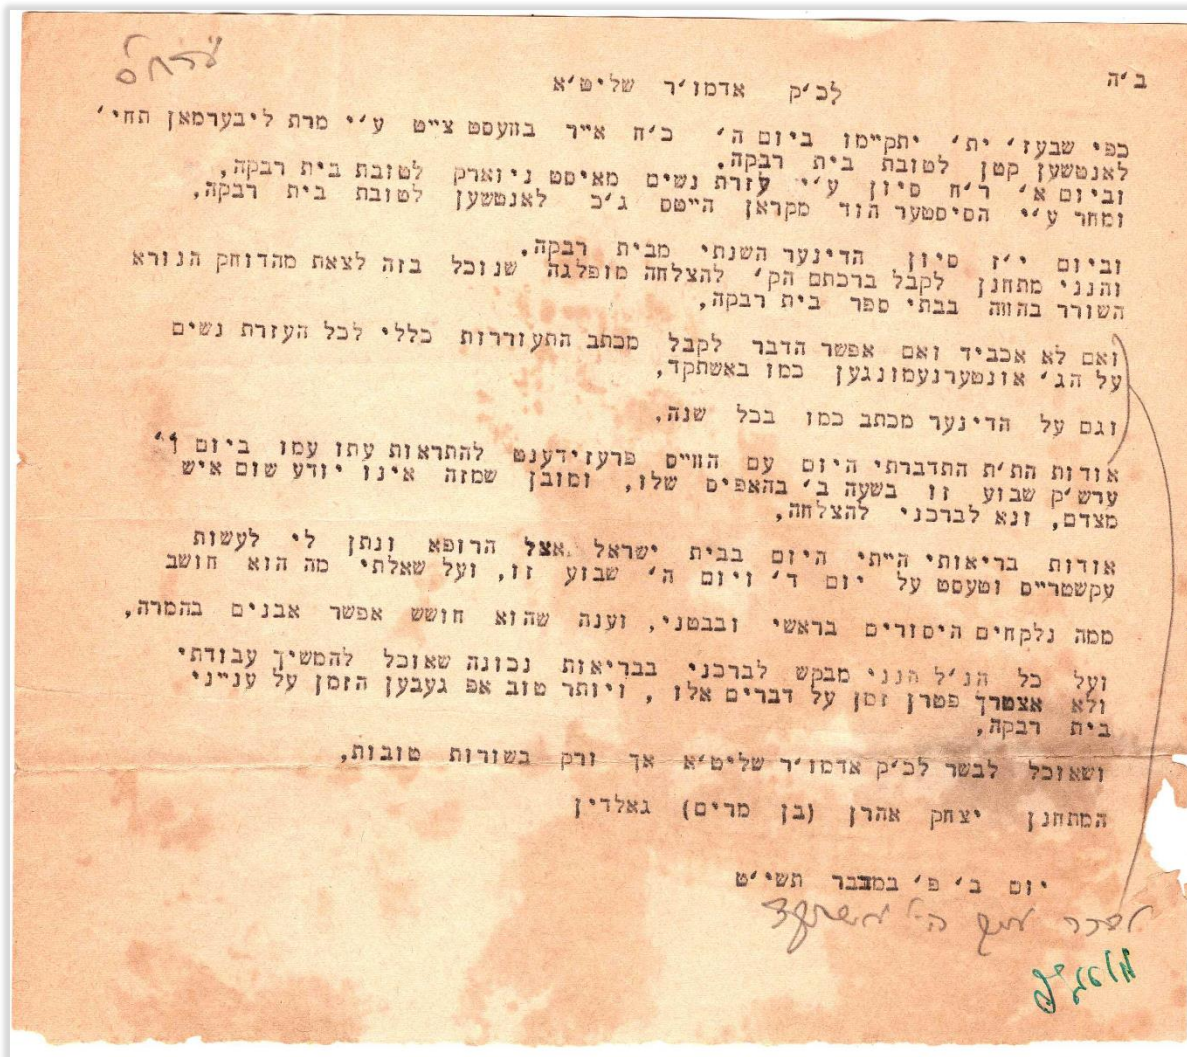 ב'ה
לכ'ק אדמו'ר שליט'א
כפי שבעז' ית' יתקיימו ביום ה' כ'ח אייר בוועסט צייט ע'י מרת ליבערמאן תחי'
לאנטשען קטן לטובת בית רבקה.
וביום א' ר'ח סיון ע'י עזרת נשים מאיסט ניוארק לטובת בית רבקה,
ומחר ע'י הסיסטער הוד מקראן הייטס ג'כ לאנטשען לטובת בית רבקה,
וביום י'ז סיון הדינער השנתי מבית רבקה.
והנני מתחנן לקבל ברכתם הק' להצלחה מופלגה שנוכל בזה לצאת מהדוחק הנורא
השורר בהווה בבתי ספר בית רבקה,
ואם לא אכביד ואם אפשר הדבר לקבל מכתב התעוררות כללי לכל העזרת נשים
על הג' אונטערנעמונגען כמו באשתקד,
וגם על הדינער מכתב כמו בכל שנה,
אודות הת'ת התדברתי היום עם הווייס פרעזידענט להתראות עתו עמו ביום ו''
ערש'ק שבוע זו בשעה ב' בהאפיס שלו, ומובן שמזה אינו יודע שום איש
מצדם, ונא לברכני להצלחה,
אודות בריאותי הייתי היום בבית ישראל אצל הרופא ונתן לי לעשות
עקשטרייס וטעסט על יום ד' ויום ה' שבוע זו, ועל שאלתי מה הוא חושב
ממה נלקחים היסורים בראשי ובבטני, וענה שהוא חושש אפשר אבנים בהמרה,
ועל כל הנ'ל הנני מבקש לברכני בבריאות נכונה שאוכל להמשיך עבודתי
ולא אצטרך פטרן זמן על דברים אלו , ויותר טוב אפ געבען הזמן על ענייני
בית רבקה,
ושאוכל לבשר לכ'ק אדמו'ר שליט'א אך ורק בשורות טובות,
המתחנן יצחק אהרן (בן מרים) גאלדין
יום ב' פ' במדבר תשי'ט